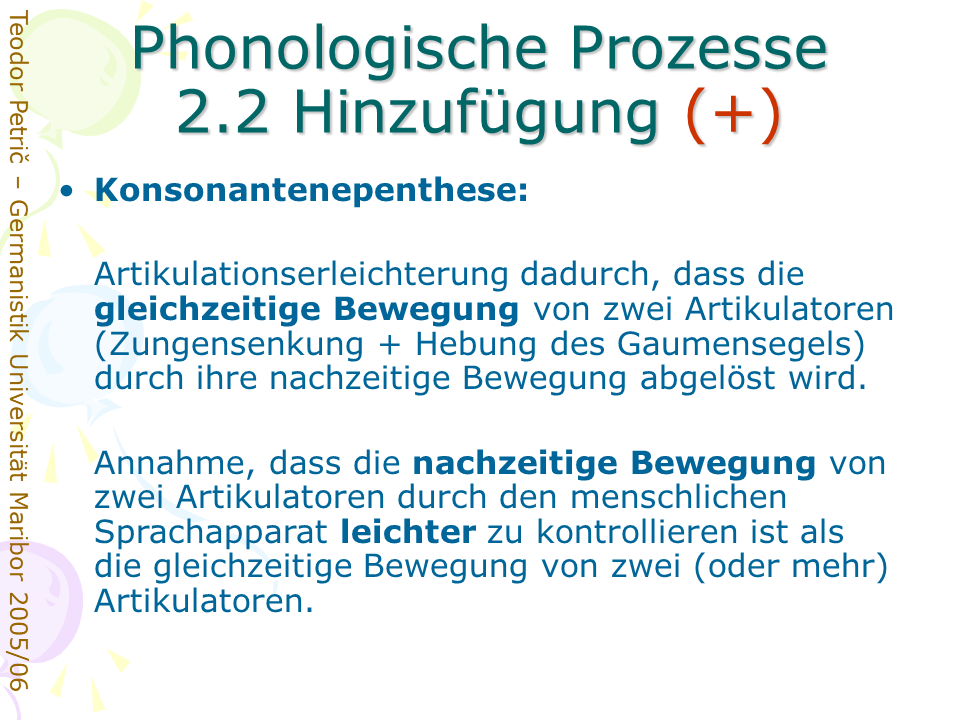 Phonologische Prozesse
2.2 Hinzufügung (+)
• Konsonantenepenthese:
Artikulationserleichterung dadurch, dass die
gleichzeitige Bewegung von zwei Artikulatoren
(Zungensenkung + Hebung des Gaumensegels)
durch ihre nachzeitige Bewegung abgelöst wird.
Annahme, dass die nachzeitige Bewegung von
zwei Artikulatoren durch den menschlichen
Sprachapparat leichter zu kontrollieren ist als
die gleichzeitige Bewegung von zwei (oder mehr)
Artikulatoren.
Teodor Petrič – Germanistik Universität Maribor 2005/06